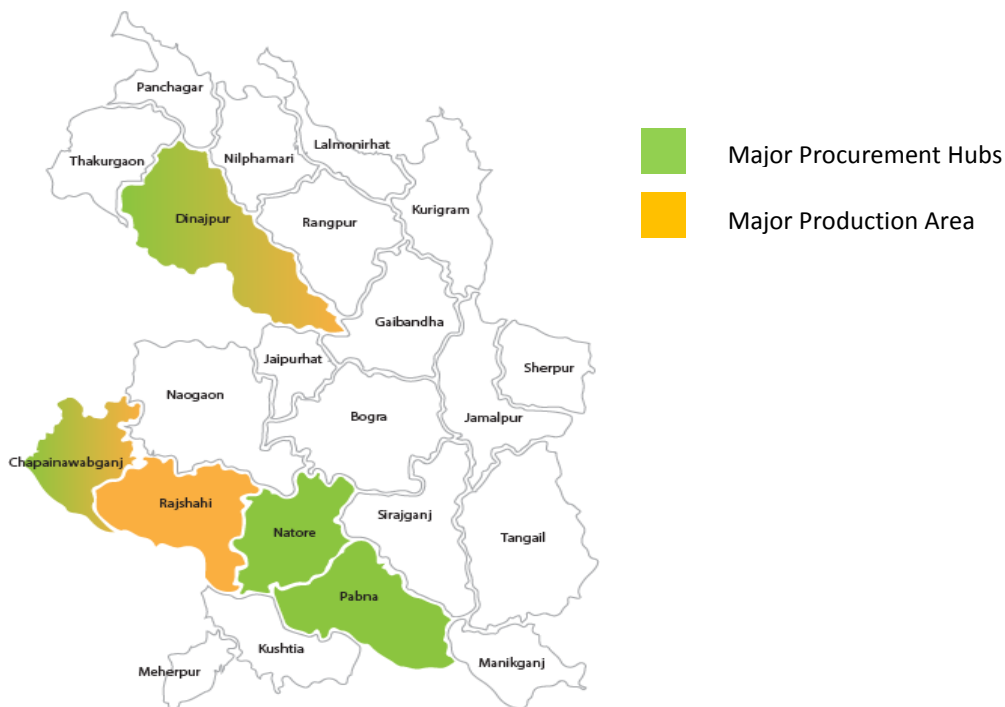 Panchagar
Thakurgaon
Nilphamari
Lalmonirhat
Dinajpur
Rangpur
Kurigram
Gaibandha
Jaipurhat
Sherpur
Naogaon
Bogra
Jamalpur
Chapainawabganj
Rajshahi
Natore
Sirajganj
Tangail
Pabna
Kushtia
Meherpur
Manikganj
Major Procurement Hubs
Major Production Area